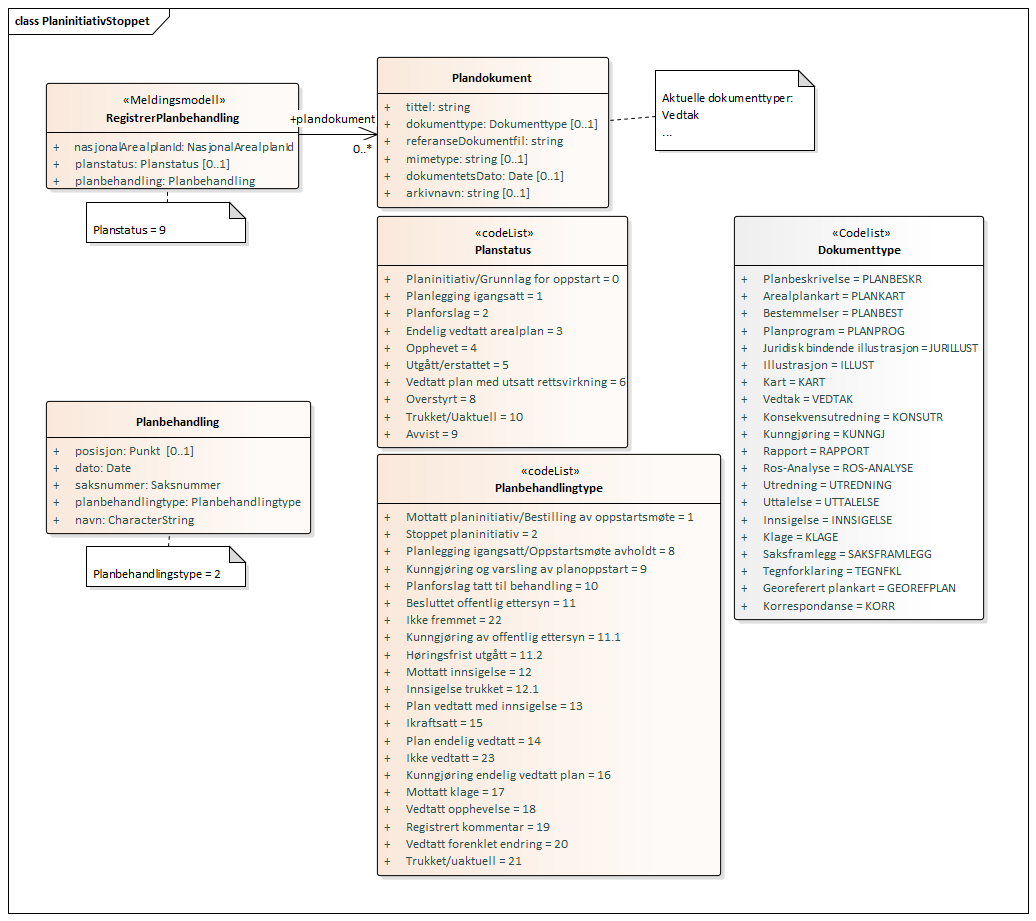 class PlaninitiativStoppet
«Meldingsmodell»
RegistrerPlanbehandling
+ nasjonalArealplanId: NasjonalArealplanId
+ planstatus: Planstatus [0..1]
+ planbehandling: Planbehandling
Planstatus = 9
+plandokument
0..*
Plandokument
+ tittel: string
+ dokumenttype: Dokumenttype [0..1]
+ referanseDokumentfil: string
+ mimetype: string [0..1]
+ dokumentetsDato: Date [0..1]
+ arkivnavn: string [0..1]
Aktuelle dokumenttyper:
Vedtak
...
«codeList»
Planstatus
+ Planinitiativ/Grunnlag for oppstart = 0
+ Planlegging igangsatt = 1
+ Planforslag = 2
+ Endelig vedtatt arealplan = 3
+ Opphevet = 4
+ Utgått/erstattet = 5
+ Vedtatt plan med utsatt rettsvirkning = 6
+ Overstyrt = 8
+ Trukket/Uaktuell = 10
+ Avvist = 9
«Codelist»
Dokumenttype
+ Planbeskrivelse = PLANBESKR
+ Arealplankart = PLANKART
+ Bestemmelser = PLANBEST
+ Planprogram = PLANPROG
+ Juridisk bindende illustrasjon = JURILLUST
+ Illustrasjon = ILLUST
+ Kart = KART
+ Vedtak = VEDTAK
+ Konsekvensutredning = KONSUTR
+ Kunngjøring = KUNNGJ
+ Rapport = RAPPORT
+ Ros-Analyse = ROS-ANALYSE
+ Utredning = UTREDNING
+ Uttalelse = UTTALELSE
+ Innsigelse = INNSIGELSE
+ Klage = KLAGE
+ Saksframlegg = SAKSFRAMLEGG
+ Tegnforklaring = TEGNFKL
+ Georeferert plankart = GEOREFPLAN
+ Korrespondanse = KORR
Planbehandling
+ posisjon: Punkt [0..1]
+ dato: Date
+ saksnummer: Saksnummer
+ planbehandlingtype: Planbehandlingtype
+ navn: CharacterString
Planbehandlingstype = 2
«codeList»
Planbehandlingtype
+ Mottatt planinitiativ/Bestilling av oppstartsmøte = 1
+ Stoppet planinitiativ = 2
+ Planlegging igangsatt/Oppstartsmøte avholdt = 8
+ Kunngjøring og varsling av planoppstart = 9
+ Planforslag tatt til behandling = 10
+ Besluttet offentlig ettersyn = 11
+ Ikke fremmet = 22
+ Kunngjøring av offentlig ettersyn = 11.1
+ Høringsfrist utgått = 11.2
+ Mottatt innsigelse = 12
+ Innsigelse trukket = 12.1
+ Plan vedtatt med innsigelse = 13
+ Ikraftsatt = 15
+ Plan endelig vedtatt = 14
+ Ikke vedtatt = 23
+ Kunngjøring endelig vedtatt plan = 16
+ Mottatt klage = 17
+ Vedtatt opphevelse = 18
+ Registrert kommentar = 19
+ Vedtatt forenklet endring = 20
+ Trukket/uaktuell = 21